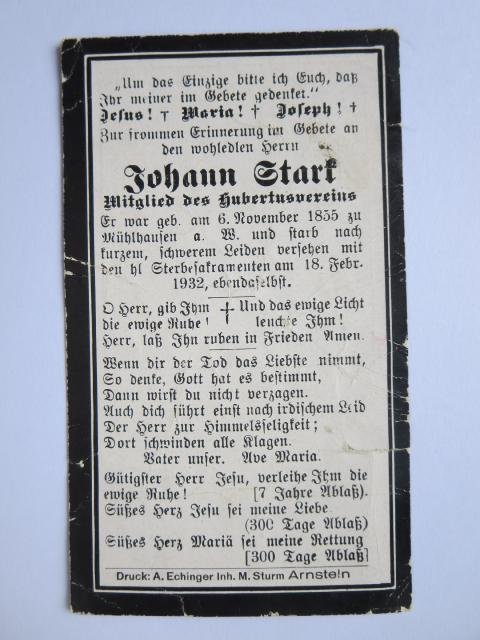 „Um das Einzige bitte ich Euch, daß
Ihr meiner im Gebete gedenket."
Jesus! † Maria! † Joseph! †
Zur frommen Erinnerung im Gebete an
den wohledlen Herrn
Johann Stark
Mitglied des Hubertusvereins
Er war geb. am 6. November 1855 zu
Mühlhausen a. W. und starb nach
kurzem, schwerem Leiden versehen mit
den hl Sterbesakramenten am 18. Febr.
1932, ebendaselbst.
O Herr, gib Ihm † Und das ewige Licht
die ewige Ruhe! leuchte Ihm!
Herr, laß Ihn ruben in Frieden Amen.
Wenn dir der Tod das Liebste nimmt,
So denke, Gott hat es bestimmt,
Dann wirst du nicht verzagen.
Auch dich führt einst nach irdischem Leid
Der Herr zur Himmelsseligkeit;
Dort schwinden alle Klagen.
Vater unser. Ave Maria.
Gütigster Herr Jesu, verleihe Ihm die
ewige Ruhe! [7 Jahre Ablaß).
Süßes Herz Jesu sei meine Liebe
(300 Tage Ablaß)
Süßes Herz Mariä sei meine Rettung
[300 Tage Ablaß]
Druck: A. Echinger Inh. M. Sturm Arnstein